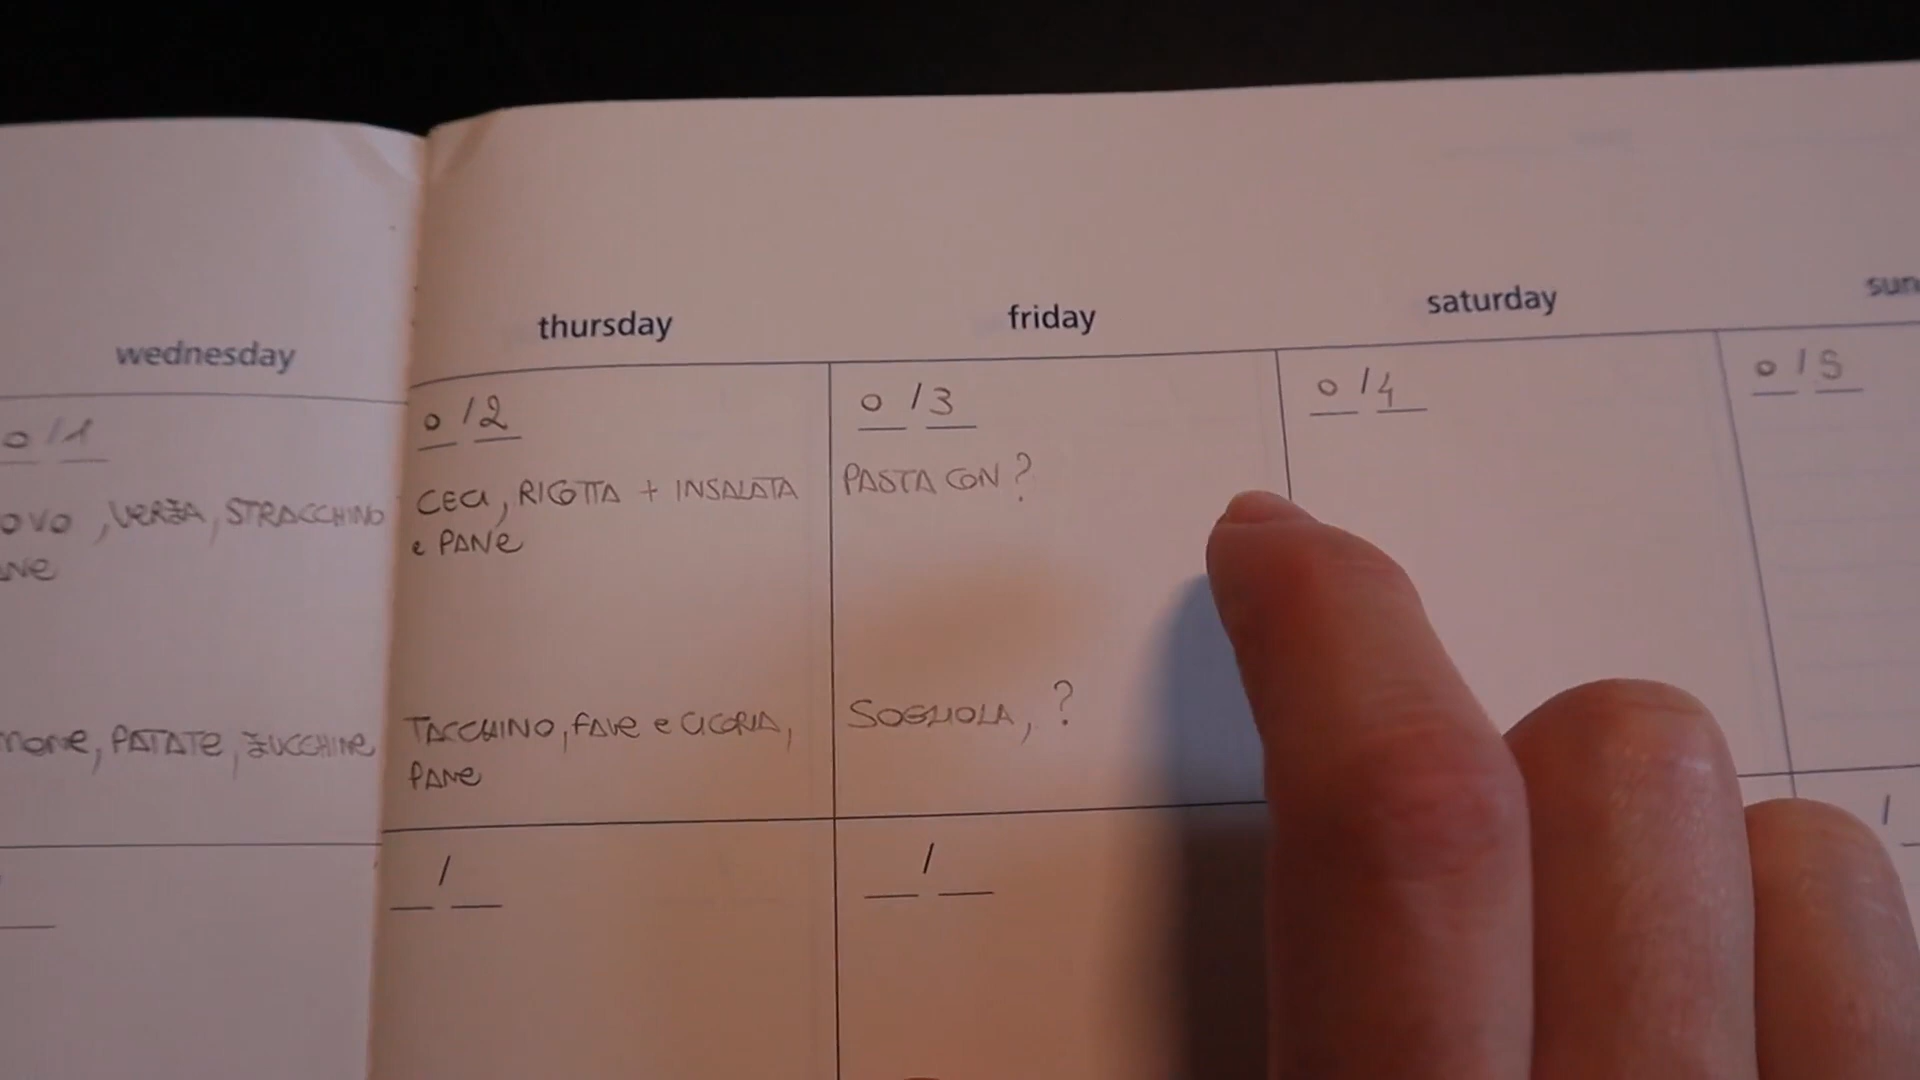 wednesday
thursday
friday
saturday
sun
0/1
0/2
0/3
0/4
0/5
OVO, VERZA, STRACCHINO
CECI, RICOTTA + INSALATA
e PANE
PASTA CON ?
PATATE, ZUCCHINE
TACCHINO, FAVE e CICORIA,
PANE
SOGLIOLA, ?
/
/
/